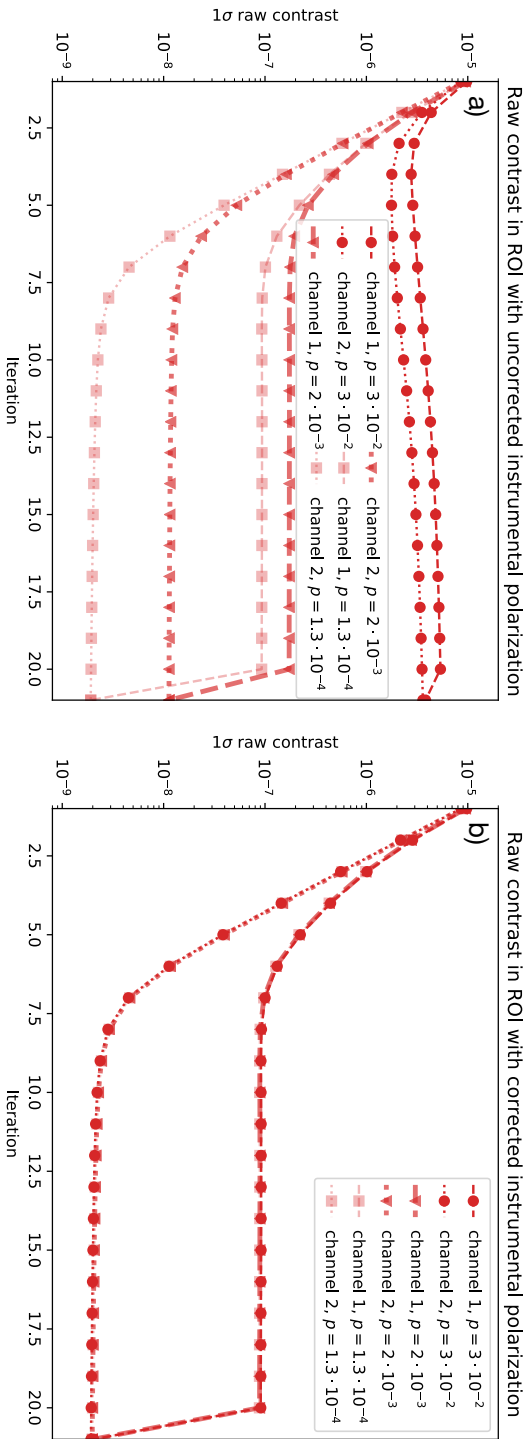 Raw contrast in ROI with uncorrected instrumental polarization
a)
1σ raw contrast
10⁻⁵
10⁻⁶
10⁻⁷
10⁻⁸
10⁻⁹
channel 1, p = 3 · 10⁻²
channel 2, p = 3 · 10⁻²
channel 1, p = 2 · 10⁻³
channel 2, p = 2 · 10⁻³
channel 1, p = 1.3 · 10⁻⁴
channel 2, p = 1.3 · 10⁻⁴
2.5 5.0 7.5 10.0 12.5 15.0 17.5 20.0
Iteration
Raw contrast in ROI with corrected instrumental polarization
b)
1σ raw contrast
10⁻⁵
10⁻⁶
10⁻⁷
10⁻⁸
10⁻⁹
channel 1, p = 3 · 10⁻²
channel 2, p = 3 · 10⁻²
channel 1, p = 2 · 10⁻³
channel 2, p = 2 · 10⁻³
channel 1, p = 1.3 · 10⁻⁴
channel 2, p = 1.3 · 10⁻⁴
2.5 5.0 7.5 10.0 12.5 15.0 17.5 20.0
Iteration